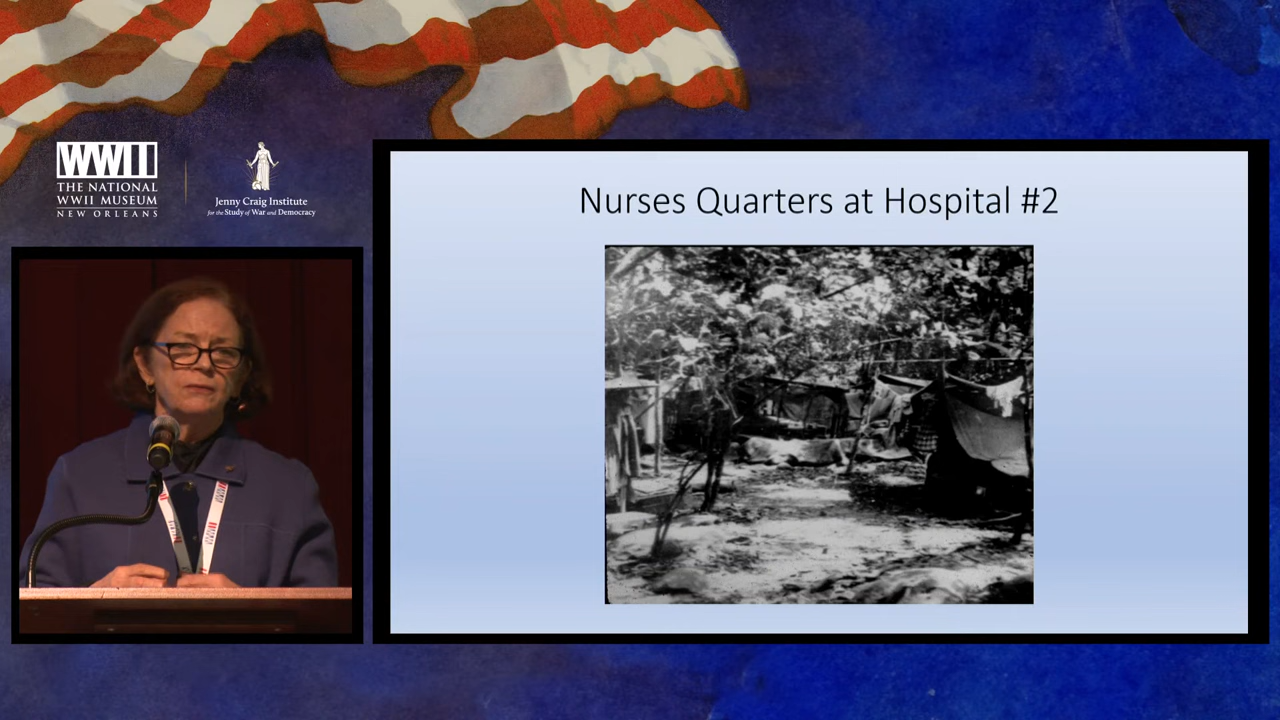 WWII
THE NATIONAL
WWII MUSEUM
NEW ORLEANS
Jenny Craig Institute
for the Study of War and Democracy
Nurses Quarters at Hospital #2